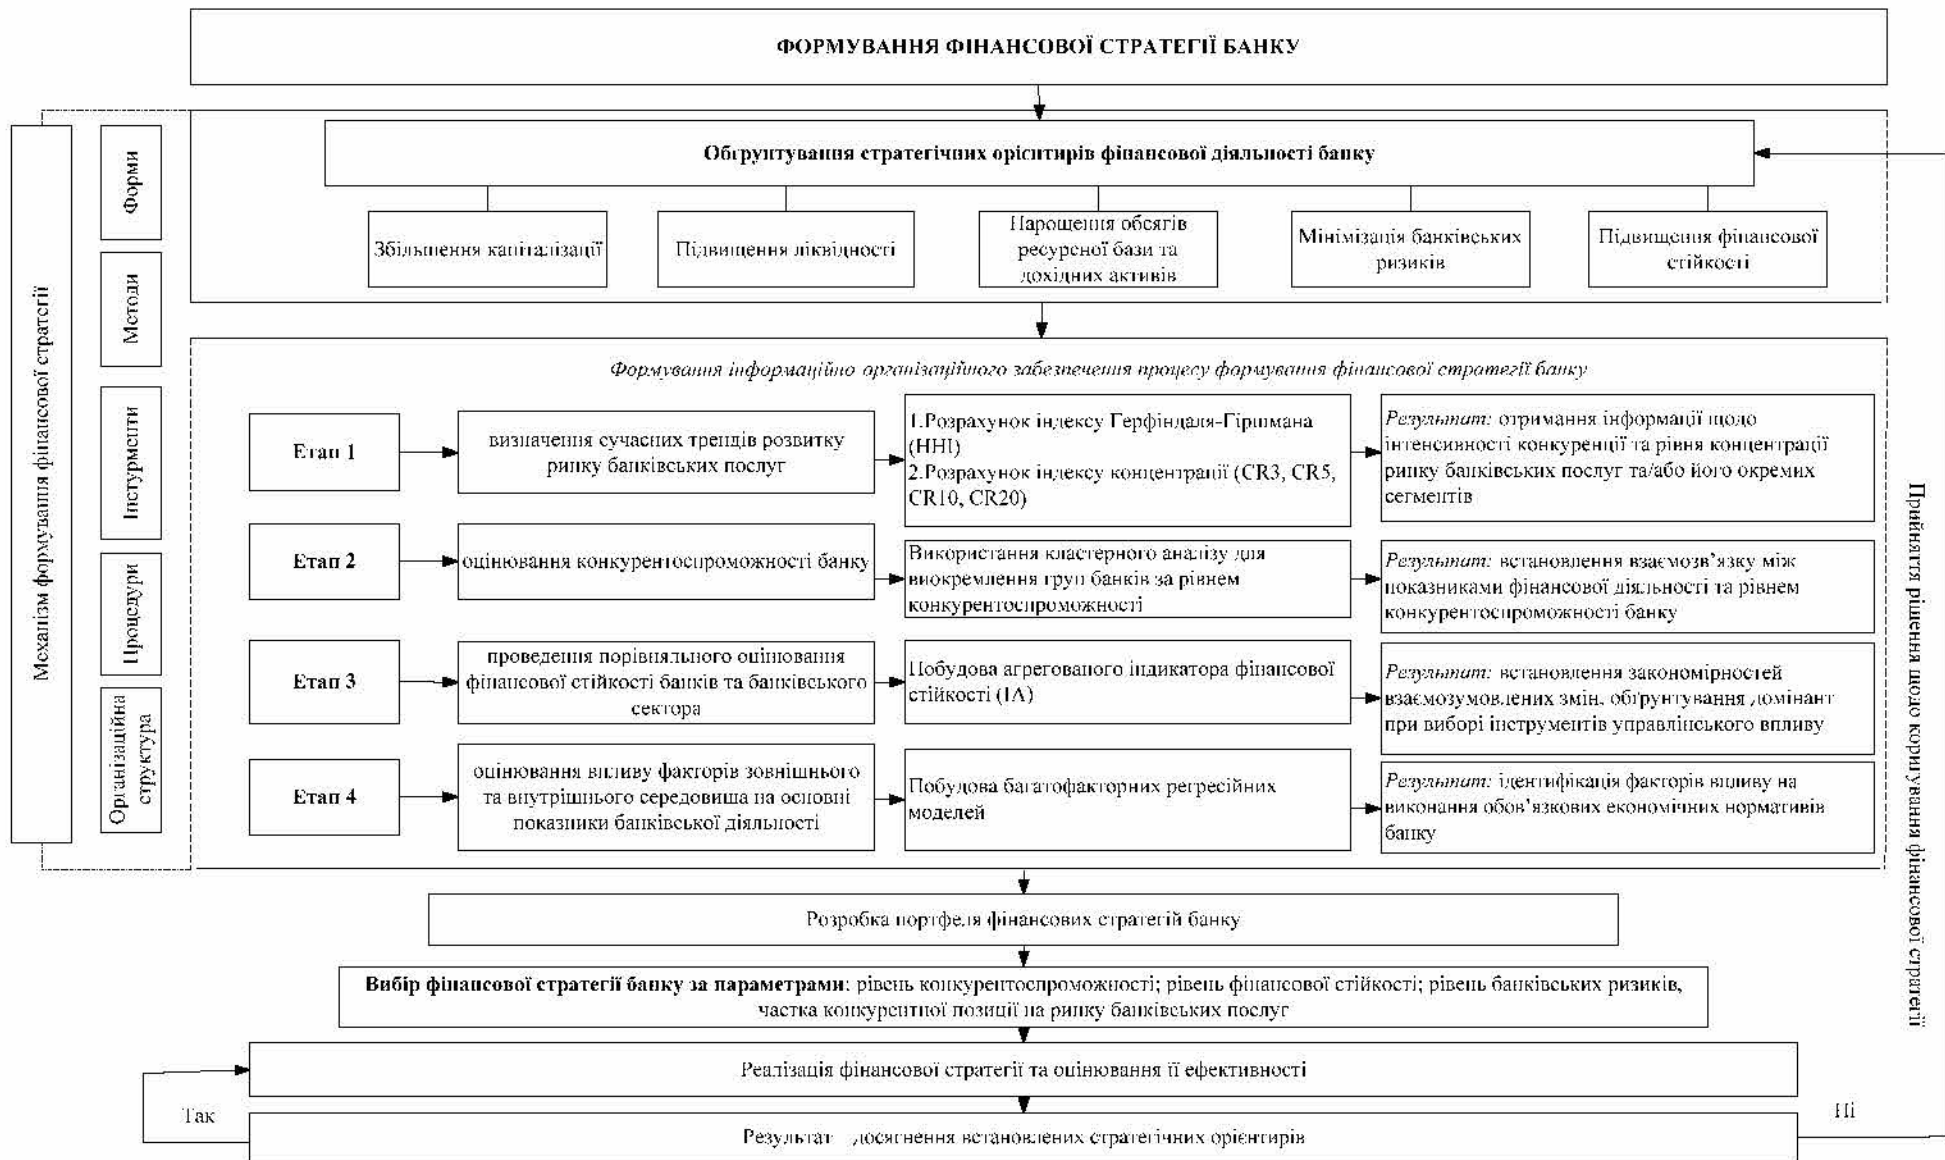 ФОРМУВАННЯ ФІНАНСОВОЇ СТРАТЕГІЇ БАНКУ
Механізм формування фінансової стратегії
Форми
Методи
Інстурменти
Процедури
Організаційна
структура
Обґрунтування стратегічних орієнтирів фінансової діяльності банку
Збільшення капіталізації
Підвищення ліквідності
Нарощення обсягів
ресурсної бази та
дохідних активів
Мінімізація банківських
ризиків
Підвищення фінансової
стійкості
Формування інформаційно організаційного забезпечення процесу формування фінансової стратегії банку
Етап 1
визначення сучасних трендів розвитку
ринку банківських послуг
1.Розрахунок індексу Герфіндаля-Гіршмана
(ННІ)
2.Розрахунок індексу концентрації (CR3, CR5,
CR10, CR20)
Результат: отримання інформації щодо
інтенсивності конкуренції та рівня концентрації
ринку банківських послуг та/або його окремих
сегментів
Етап 2
оцінювання конкурентоспроможності банку
Використання кластерного аналізу для
виокремлення груп банків за рівнем
конкурентоспроможності
Результат: встановлення взаємозв’язку між
показниками фінансової діяльності та рівнем
конкурентоспроможності банку
Етап 3
проведення порівняльного оцінювання
фінансової стійкості банків та банківського
сектора
Побудова агрегованого індикатора фінансової
стійкості (ІА)
Результат: встановлення закономірностей
взаємозумовлених змін, обґрунтування домінант
при виборі інструментів управлінського впливу
Етап 4
оцінювання впливу факторів зовнішнього
та внутрішнього середовища на основні
показники банківської діяльності
Побудова багатофакторних регресійних
моделей
Результат: ідентифікація факторів впливу на
виконання обов’язкових економічних нормативів
банку
Розробка портфеля фінансових стратегій банку
Вибір фінансової стратегії банку за параметрами: рівень конкурентоспроможності; рівень фінансової стійкості; рівень банківських ризиків,
частка конкурентної позиції на ринку банківських послуг
Реалізація фінансової стратегії та оцінювання її ефективності
Так
Ні
Результат досягнення встановлених стратегічних орієнтирів
Прийняття рішення щодо коригування фінансової стратегії